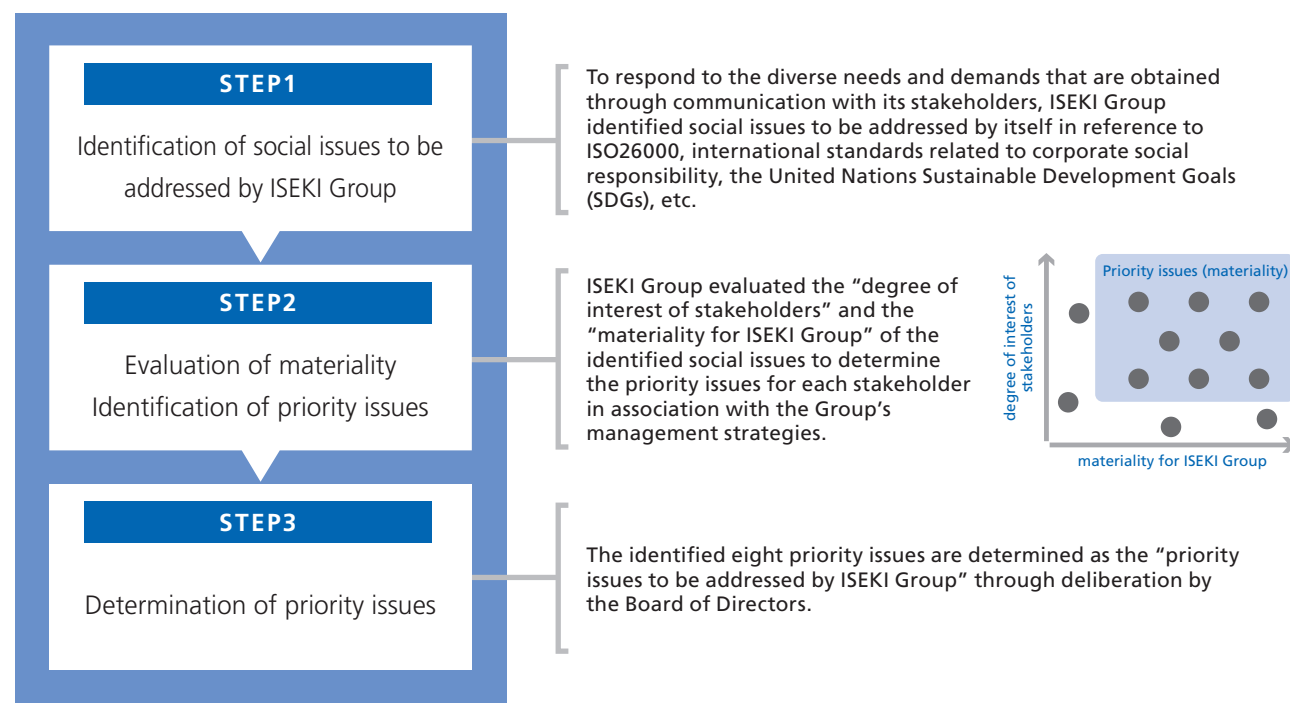 STEP1
Identification of social issues to be
addressed by ISEKI Group
To respond to the diverse needs and demands that are obtained
through communication with its stakeholders, ISEKI Group
identified social issues to be addressed by itself in reference to
ISO26000, international standards related to corporate social
responsibility, the United Nations Sustainable Development Goals
(SDGs), etc.
STEP2
Evaluation of materiality
Identification of priority issues
ISEKI Group evaluated the “degree of
interest of stakeholders” and the
“materiality for ISEKI Group” of the
identified social issues to determine
the priority issues for each stakeholder
in association with the Group’s
management strategies.
degree of interest of
stakeholders
Priority issues (materiality)
materiality for ISEKI Group
STEP3
Determination of priority issues
The identified eight priority issues are determined as the “priority
issues to be addressed by ISEKI Group” through deliberation by
the Board of Directors.